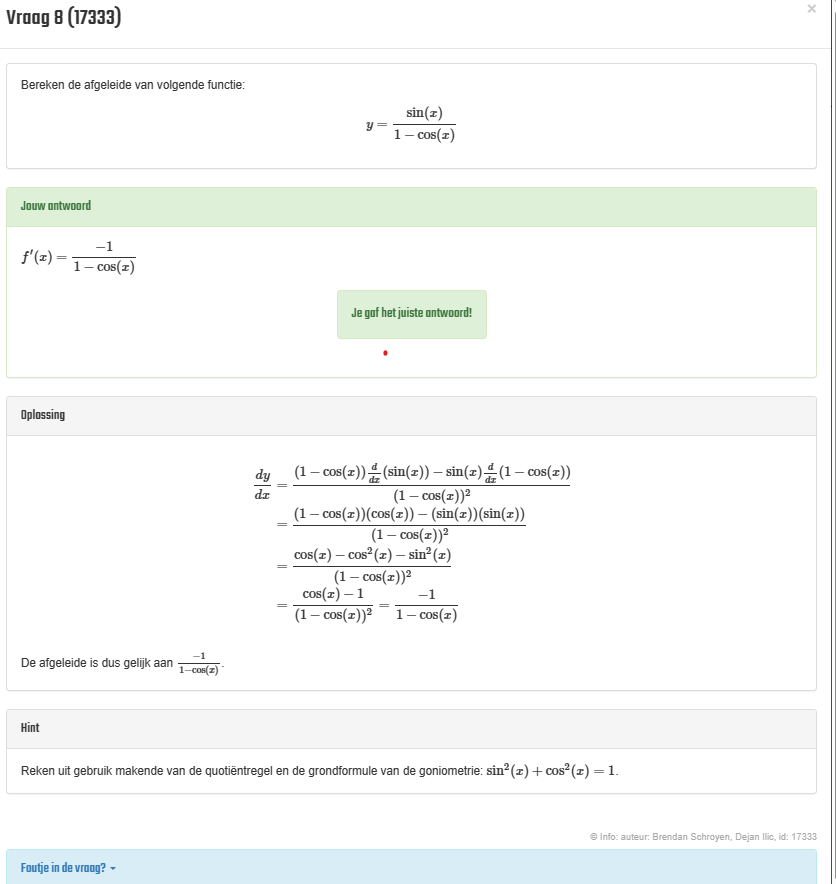 Vraag 8 (17333)
×
Bereken de afgeleide van volgende functie:
y = \frac{sin(x)}{1 − cos(x)}
Jouw antwoord
f′(x) = \frac{−1}{1 − cos(x)}
Je gaf het juiste antwoord!
Oplossing
\frac{dy}{dx} = \frac{(1 − cos(x))\frac{d}{dx}(sin(x)) − sin(x)\frac{d}{dx}(1 − cos(x))}{(1 − cos(x))^2}
= \frac{(1 − cos(x))(cos(x)) − (sin(x))(sin(x))}{(1 − cos(x))^2}
= \frac{cos(x) − cos^2(x) − sin^2(x)}{(1 − cos(x))^2}
= \frac{cos(x) − 1}{(1 − cos(x))^2} = \frac{−1}{1 − cos(x)}
De afgeleide is dus gelijk aan \frac{−1}{1−cos(x)}.
Hint
Reken uit gebruik makende van de quotiëntregel en de grondformule van de goniometrie: sin^2(x) + cos^2(x) = 1.
© Info: auteur: Brendan Schroyen, Dejan Ilic, id: 17333
Foutje in de vraag?